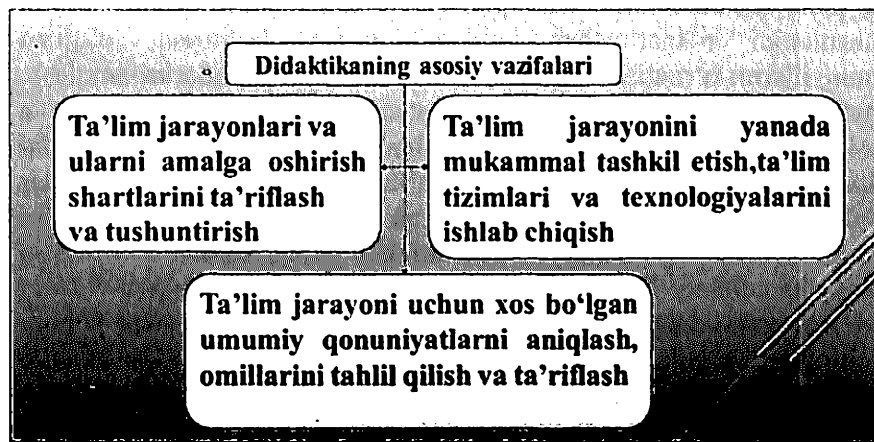 Didaktikaning asosiy vazifalari
Ta’lim jarayonlari va
ularni amalga oshirish
shartlarini ta’riflash
va tushuntirish
Ta’lim jarayonini yanada
mukammal tashkil etish,ta’lim
tizimlari va texnologiyalarini
ishlab chiqish
Ta’lim jarayoni uchun xos bo‘lgan
umumiy qonuniyatlarni aniqlash,
omillarini tahlil qilish va ta’riflash